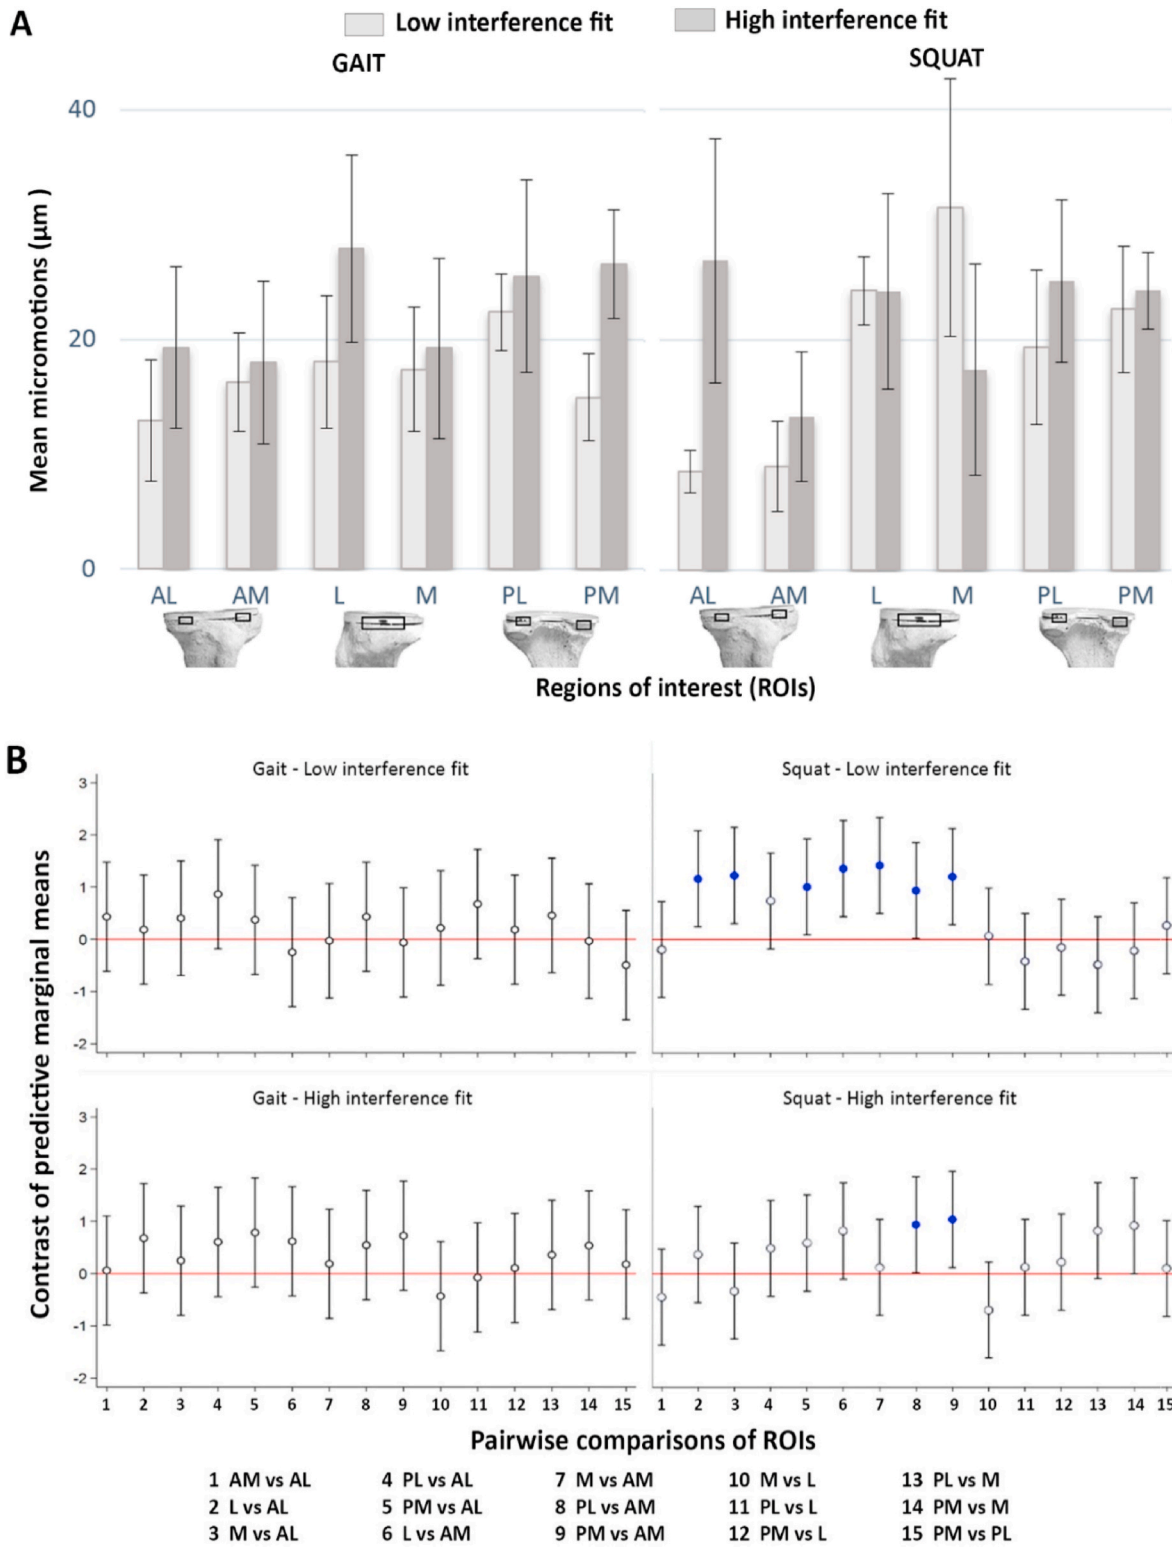 A
Low interference fit
High interference fit
GAIT
SQUAT
40
20
0
Mean micromotions (µm )
AL AM L M PL PM
AL AM L M PL PM
Regions of interest (ROIs)
B
Contrast of predictive marginal means
Gait - Low interference fit
Squat - Low interference fit
3
2
1
0
-1
-2
Gait - High interference fit
Squat - High interference fit
3
2
1
0
-1
-2
1 2 3 4 5 6 7 8 9 10 11 12 13 14 15
1 2 3 4 5 6 7 8 9 10 11 12 13 14 15
Pairwise comparisons of ROIs
1 AM vs AL 4 PL vs AL 7 M vs AM 10 M vs L 13 PL vs M
2 L vs AL 5 PM vs AL 8 PL vs AM 11 PL vs L 14 PM vs M
3 M vs AL 6 L vs AM 9 PM vs AM 12 PM vs L 15 PM vs PL